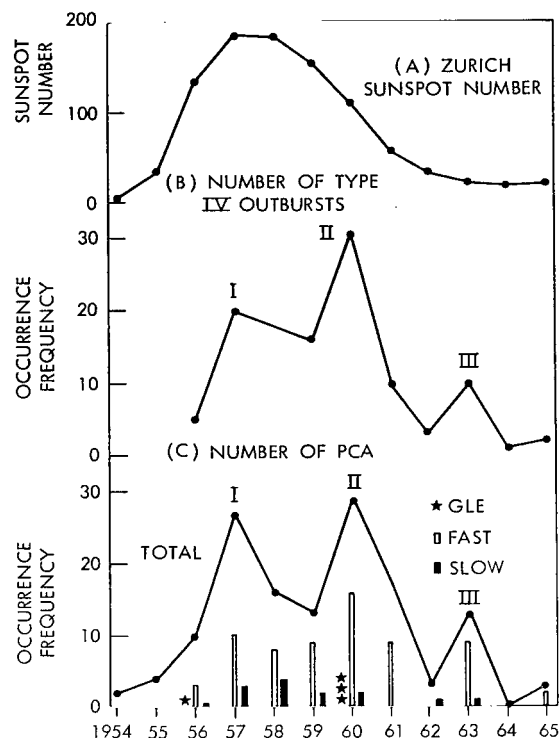 200
100
0
SUNSPOT
NUMBER
(A) ZURICH
SUNSPOT NUMBER
(B) NUMBER OF TYPE
IV OUTBURSTS
30
20
10
0
OCCURRENCE
FREQUENCY
I
II
III
(C) NUMBER OF PCA
30
20
10
0
OCCURRENCE
FREQUENCY
TOTAL
I
II
III
★ GLE
FAST
SLOW
1954 55 56 57 58 59 60 61 62 63 64 65